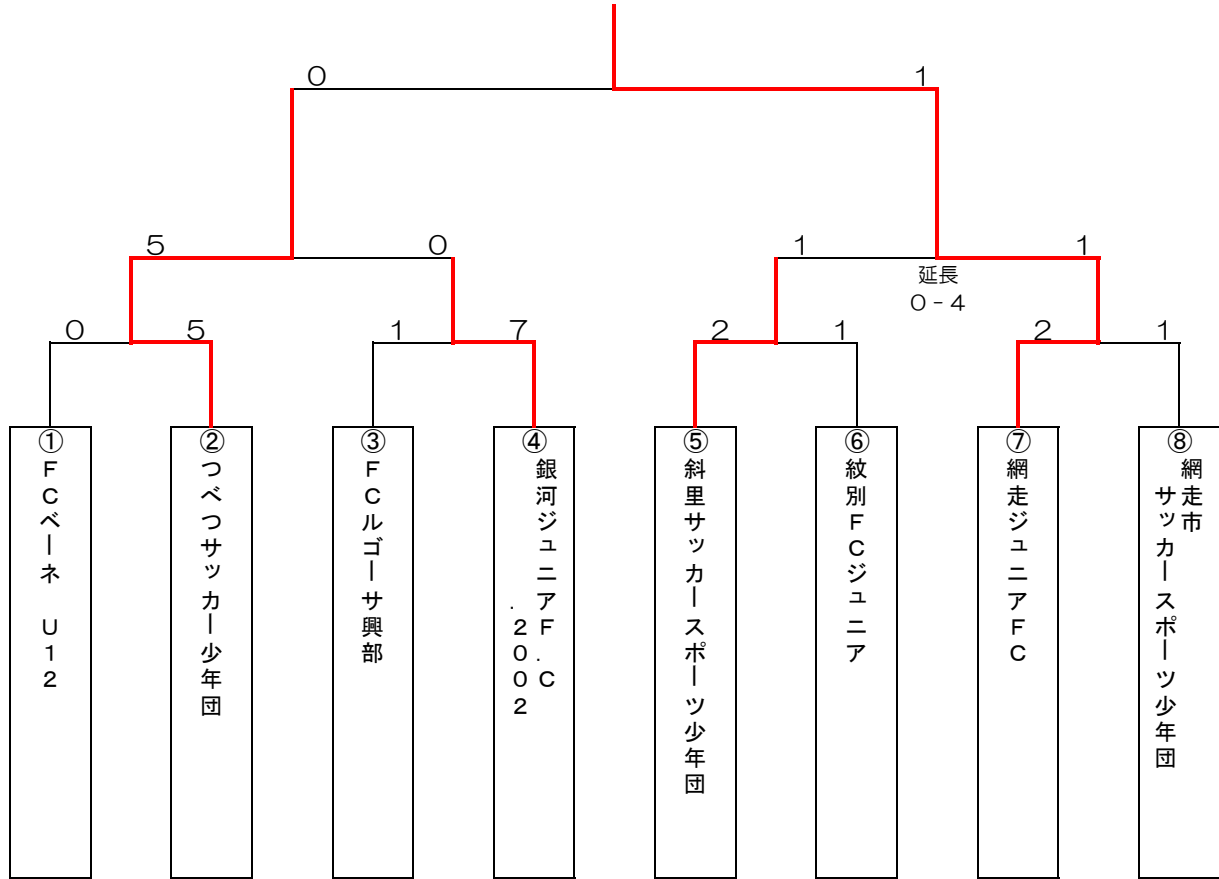 ０
１
５
０
１
１
延長
０－４
０
５
１
７
２
１
２
１
①
ＦＣベーネ　Ｕ１２
②
つべつサッカー少年団
③
ＦＣルゴーサ興部
④
銀河ジュニアＦ.Ｃ
.２００２
⑤
斜里サッカースポーツ少年団
⑥
紋別ＦＣジュニア
⑦
網走ジュニアＦＣ
⑧
網走市
サッカースポーツ少年団